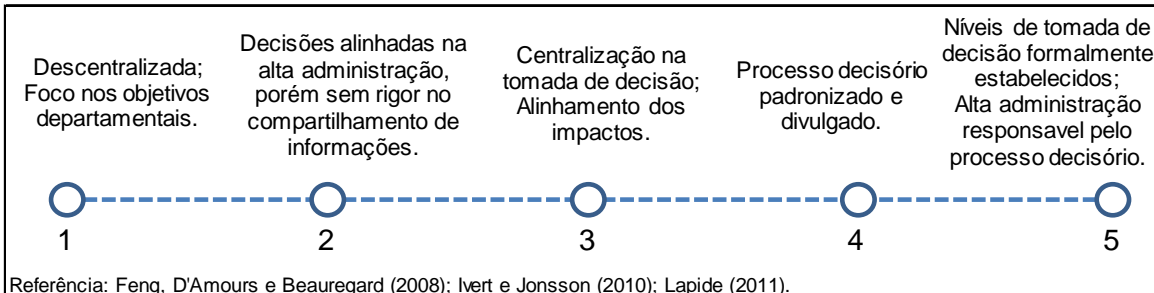 Descentralizada;
Foco nos objetivos
departamentais.
Decisões alinhadas na
alta administração,
porém sem rigor no
compartilhamento de
informações.
Centralização na
tomada de decisão;
Alinhamento dos
impactos.
Processo decisório
padronizado e
divulgado.
Níveis de tomada de
decisão formalmente
estabelecidos;
Alta administração
responsavel pelo
processo decisório.
1
2
3
4
5
Referência: Feng, D'Amours e Beauregard (2008); Ivert e Jonsson (2010); Lapide (2011).